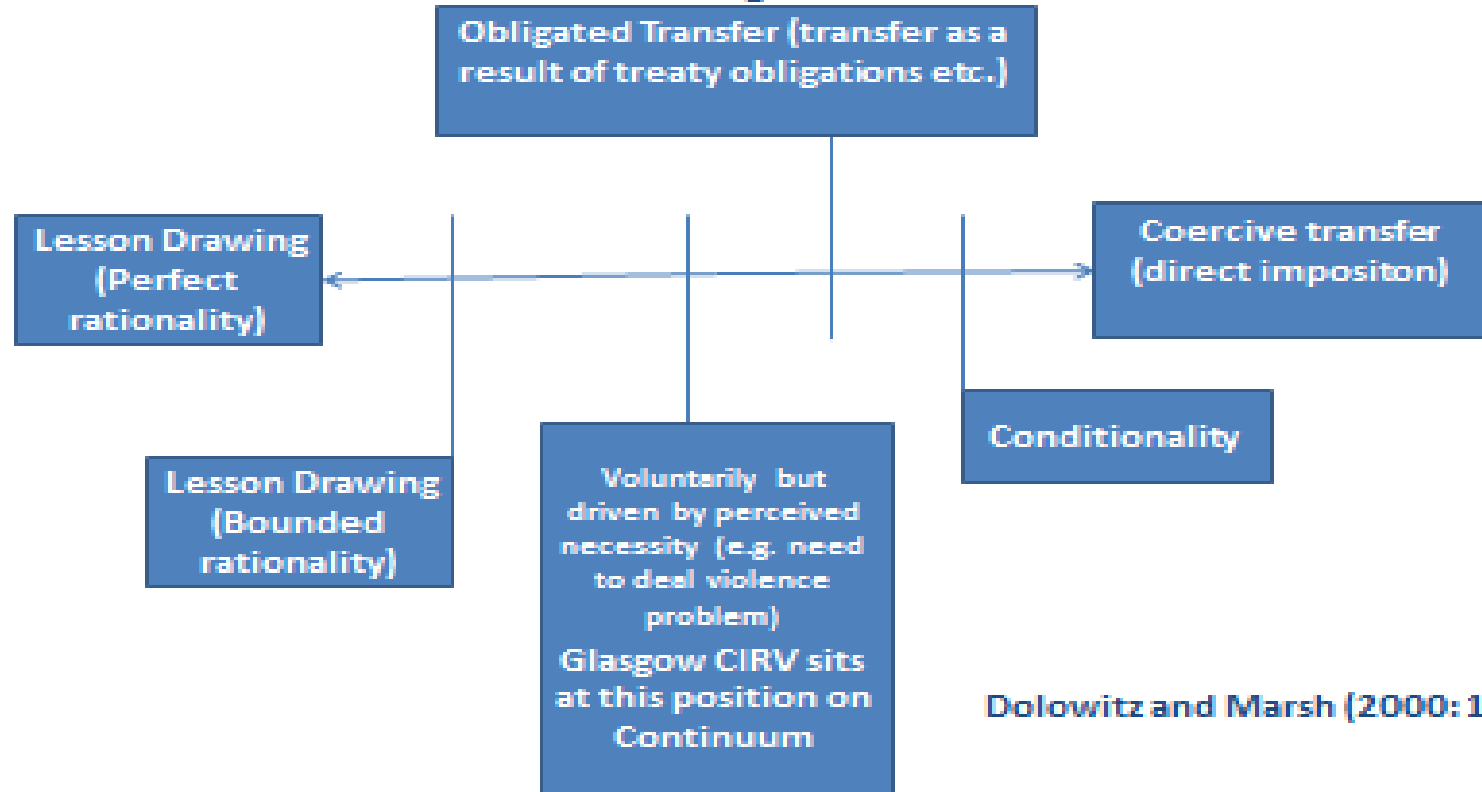 Obligated Transfer (transfer as a
result of treaty obligations etc.)
Lesson Drawing
(Perfect
rationality)
Coercive transfer
(direct impositon)
Lesson Drawing
(Bounded
rationality)
Voluntarily but
driven by perceived
necessity (e.g. need
to deal violence
problem)
Glasgow CIRV sits
at this position on
Continuum
Conditionality
Dolowitz and Marsh (2000: 1